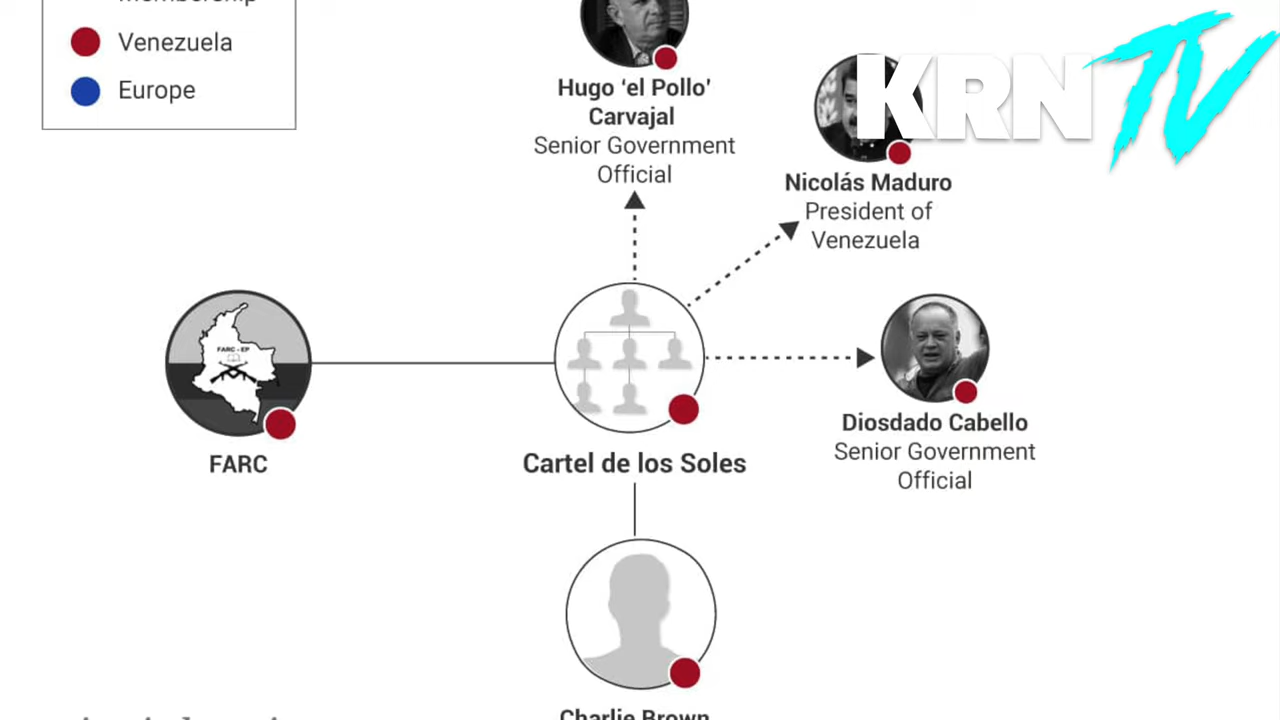 Membership
Venezuela
Europe
KRN TV
Hugo ‘el Pollo’
Carvajal
Senior Government
Official
Nicolás Maduro
President of
Venezuela
FARC - EP
FARC
Cartel de los Soles
Diosdado Cabello
Senior Government
Official
Charlie Brown